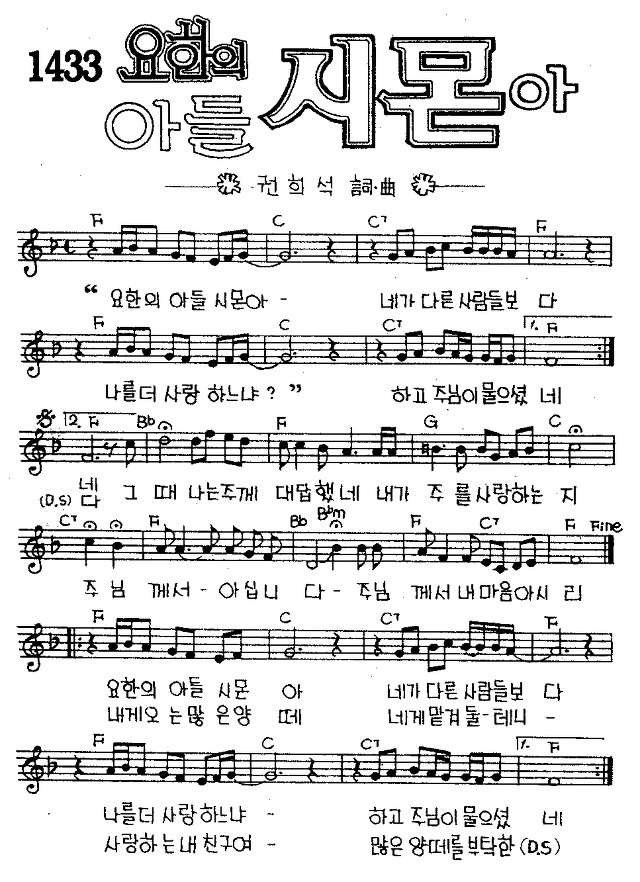 1433 요한의
아들 시몬아
권희석 詞·曲
F C C7 F
" 요한의 아들 시몬아 - 네가 다른 사람들보 다
F C C7 1. F
나를더 사랑 하느냐? " 하고 주님이 물으셨 네
2. F Bb F G C
네 그 때 나는주께 대답했네 내가 주 를사랑하는 지
(D.S) 다
C7 F Bb Bbm F C7 F Fine
주 님 께서 - 아십니 다 - 주님 께서 내마음아시 리
F C C7 F
요한의 아들 시몬 아 네가 다른 사람들보 다
내게오 는많 은양 떼 네게 맡겨 둘-테니 -
F C C7 1. F
나를더 사랑하느냐 - 하고 주님이 물으셨 네
사랑하는 내 친구여 - 많은 양떼를 부탁한 (D.S)